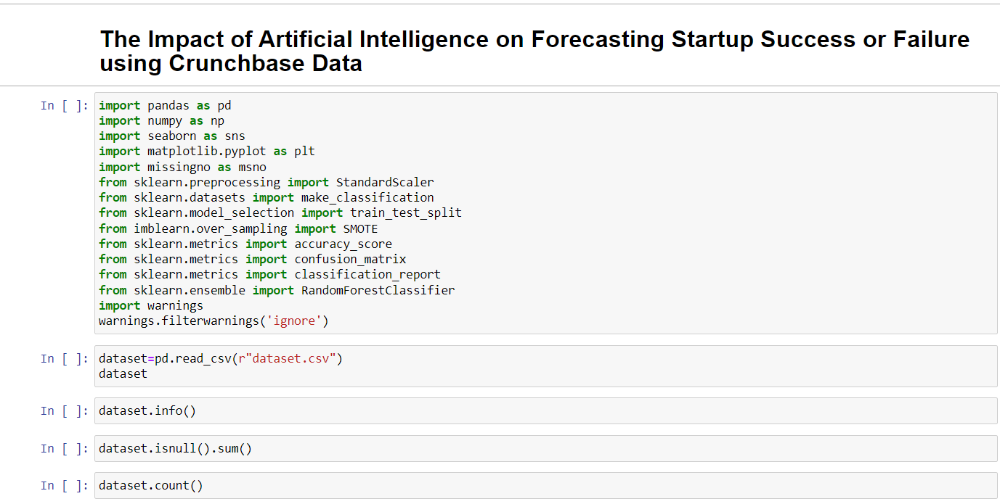 The Impact of Artificial Intelligence on Forecasting Startup Success or Failure
using Crunchbase Data
In [ ]: import pandas as pd
import numpy as np
import seaborn as sns
import matplotlib.pyplot as plt
import missingno as msno
from sklearn.preprocessing import StandardScaler
from sklearn.datasets import make_classification
from sklearn.model_selection import train_test_split
from imblearn.over_sampling import SMOTE
from sklearn.metrics import accuracy_score
from sklearn.metrics import confusion_matrix
from sklearn.metrics import classification_report
from sklearn.ensemble import RandomForestClassifier
import warnings
warnings.filterwarnings('ignore')
In [ ]: dataset=pd.read_csv(r"dataset.csv")
dataset
In [ ]: dataset.info()
In [ ]: dataset.isnull().sum()
In [ ]: dataset.count()